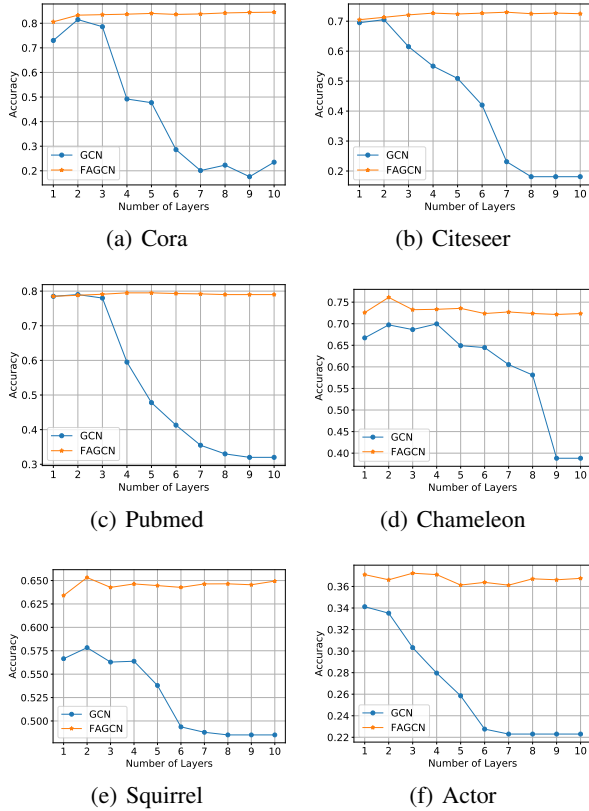 0.8
0.7
0.6
0.5
0.4
0.3
0.2
Accuracy
GCN
FAGCN
1 2 3 4 5 6 7 8 9 10
Number of Layers
(a) Cora
0.7
0.6
0.5
0.4
0.3
0.2
Accuracy
GCN
FAGCN
1 2 3 4 5 6 7 8 9 10
Number of Layers
(b) Citeseer
0.8
0.7
0.6
0.5
0.4
0.3
Accuracy
GCN
FAGCN
1 2 3 4 5 6 7 8 9 10
Number of Layers
(c) Pubmed
0.75
0.70
0.65
0.60
0.55
0.50
0.45
0.40
Accuracy
GCN
FAGCN
1 2 3 4 5 6 7 8 9 10
Number of Layers
(d) Chameleon
0.650
0.625
0.600
0.575
0.550
0.525
0.500
Accuracy
GCN
FAGCN
1 2 3 4 5 6 7 8 9 10
Number of Layers
(e) Squirrel
0.36
0.34
0.32
0.30
0.28
0.26
0.24
0.22
Accuracy
GCN
FAGCN
1 2 3 4 5 6 7 8 9 10
Number of Layers
(f) Actor